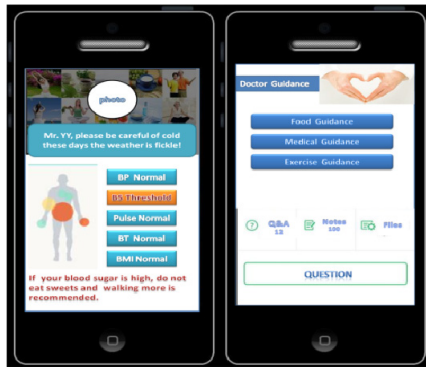 photo
Mr. YY, please be careful of cold
these days the weather is fickle!
BP Normal
BS Threshold
Pulse Normal
BT Normal
BMI Normal
If your blood sugar is high, do not
eat sweets and walking more is
recommended.
Doctor Guidance
Food Guidance
Medical Guidance
Exercise Guidance
Q&A
12
Notes
100
Files
QUESTION